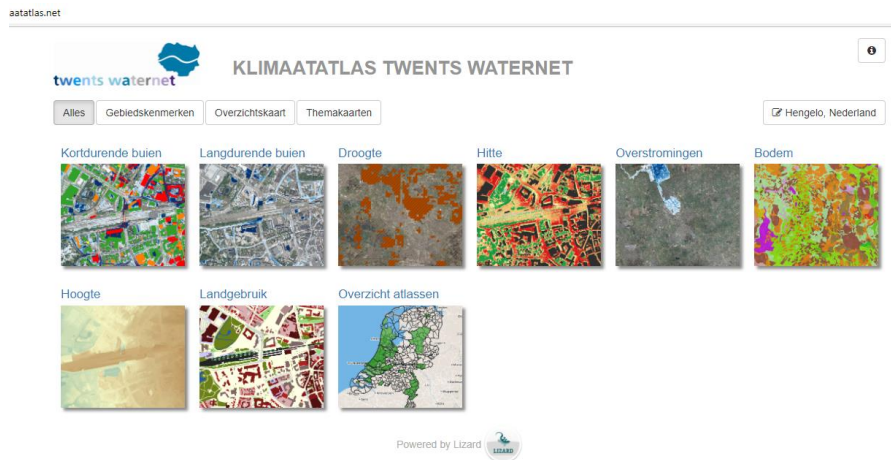 aatatlas.net
twents waternet
KLIMAATATLAS TWENTS WATERNET
Alles Gebiedskenmerken Overzichtskaart Themakaarten Hengelo, Nederland
Kortdurende buien Langdurende buien Droogte Hitte Overstromingen Bodem
Hoogte Landgebruik Overzicht atlassen
Powered by Lizard LIZARD